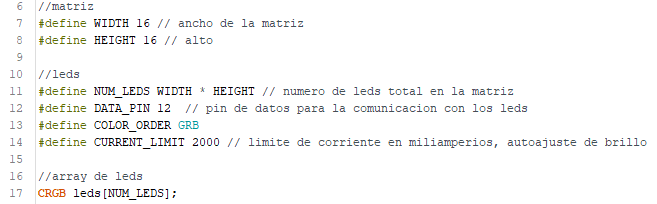 6 //matriz
7 #define WIDTH 16 // ancho de la matriz
8 #define HEIGHT 16 // alto
9
10 //leds
11 #define NUM_LEDS WIDTH * HEIGHT // numero de leds total en la matriz
12 #define DATA_PIN 12  // pin de datos para la comunicacion con los leds
13 #define COLOR_ORDER GRB
14 #define CURRENT_LIMIT 2000 // limite de corriente en miliamperios, autoajuste de brillo
15
16 //array de leds
17 CRGB leds[NUM_LEDS];